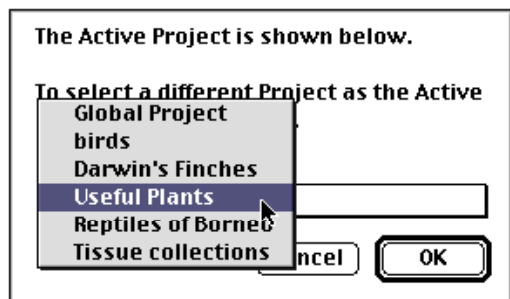 The Active Project is shown below.
To select a different Project as the Active
Global Project
birds
Darwin's Finches
Useful Plants
Reptiles of Borneo
Tissue collections
ncel
OK